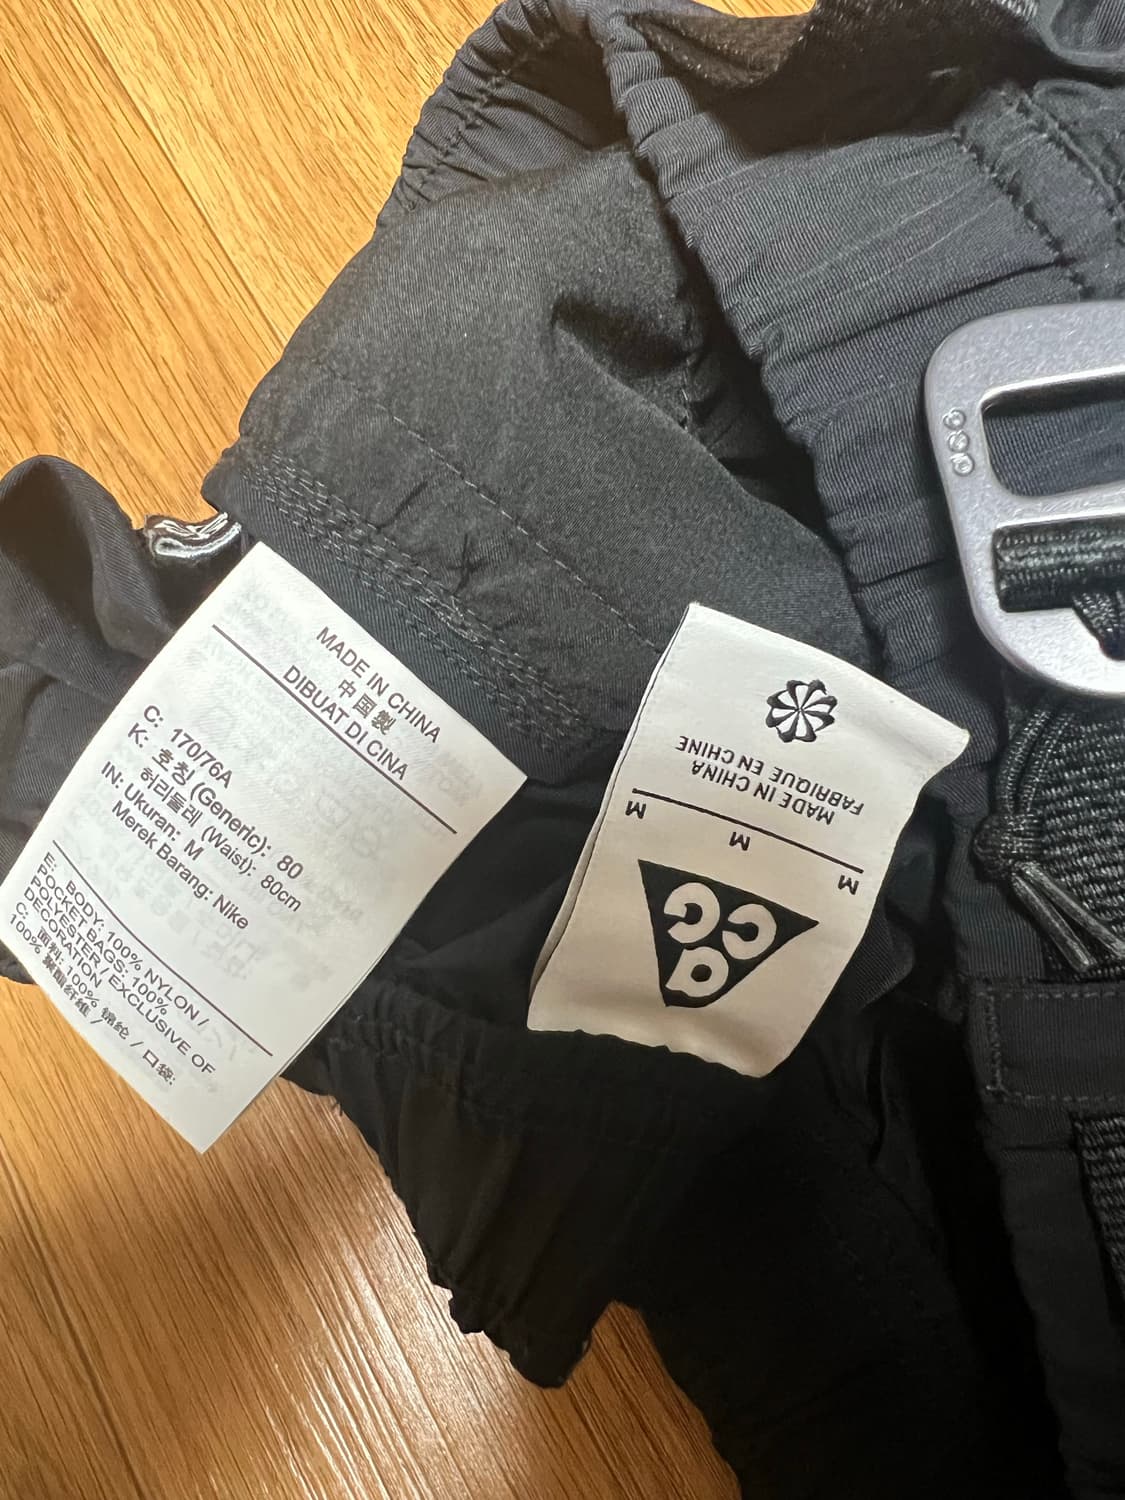 MADE IN CHINA
中国製
DIBUAT DI CINA
C: 170/76A
K: 호칭 (Generic): 80
허리둘레 (Waist): 80cm
IN: Ukuran: M
Merek Barang: Nike
E: BODY: 100% NYLON /
POCKET BAGS: 100%
POLYESTER / EXCLUSIVE OF
DECORATION
C: 面料: 100% 锦纶 / 口袋:
100% 聚酯纤维 /
MADE IN CHINA
FABRIQUE EN CHINE
M
M
M
acg